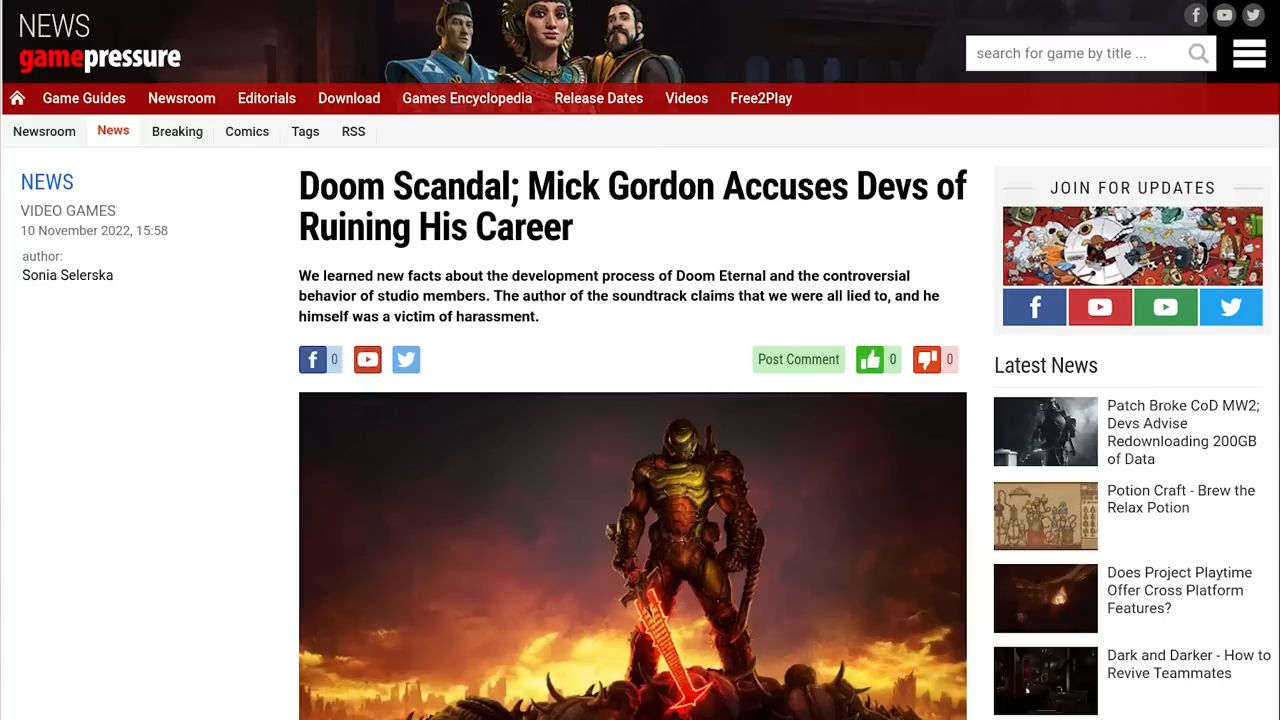 NEWS
gamepressure
search for game by title ...
Game Guides Newsroom Editorials Download Games Encyclopedia Release Dates Videos Free2Play
Newsroom News Breaking Comics Tags RSS
NEWS
VIDEO GAMES
10 November 2022, 15:58
author:
Sonia Selerska
Doom Scandal; Mick Gordon Accuses Devs of
Ruining His Career
We learned new facts about the development process of Doom Eternal and the controversial
behavior of studio members. The author of the soundtrack claims that we were all lied to, and he
himself was a victim of harassment.
0
Post Comment 0 0
JOIN FOR UPDATES
Latest News
Patch Broke CoD MW2;
Devs Advise
Redownloading 200GB
of Data
Potion Craft - Brew the
Relax Potion
Does Project Playtime
Offer Cross Platform
Features?
Dark and Darker - How to
Revive Teammates